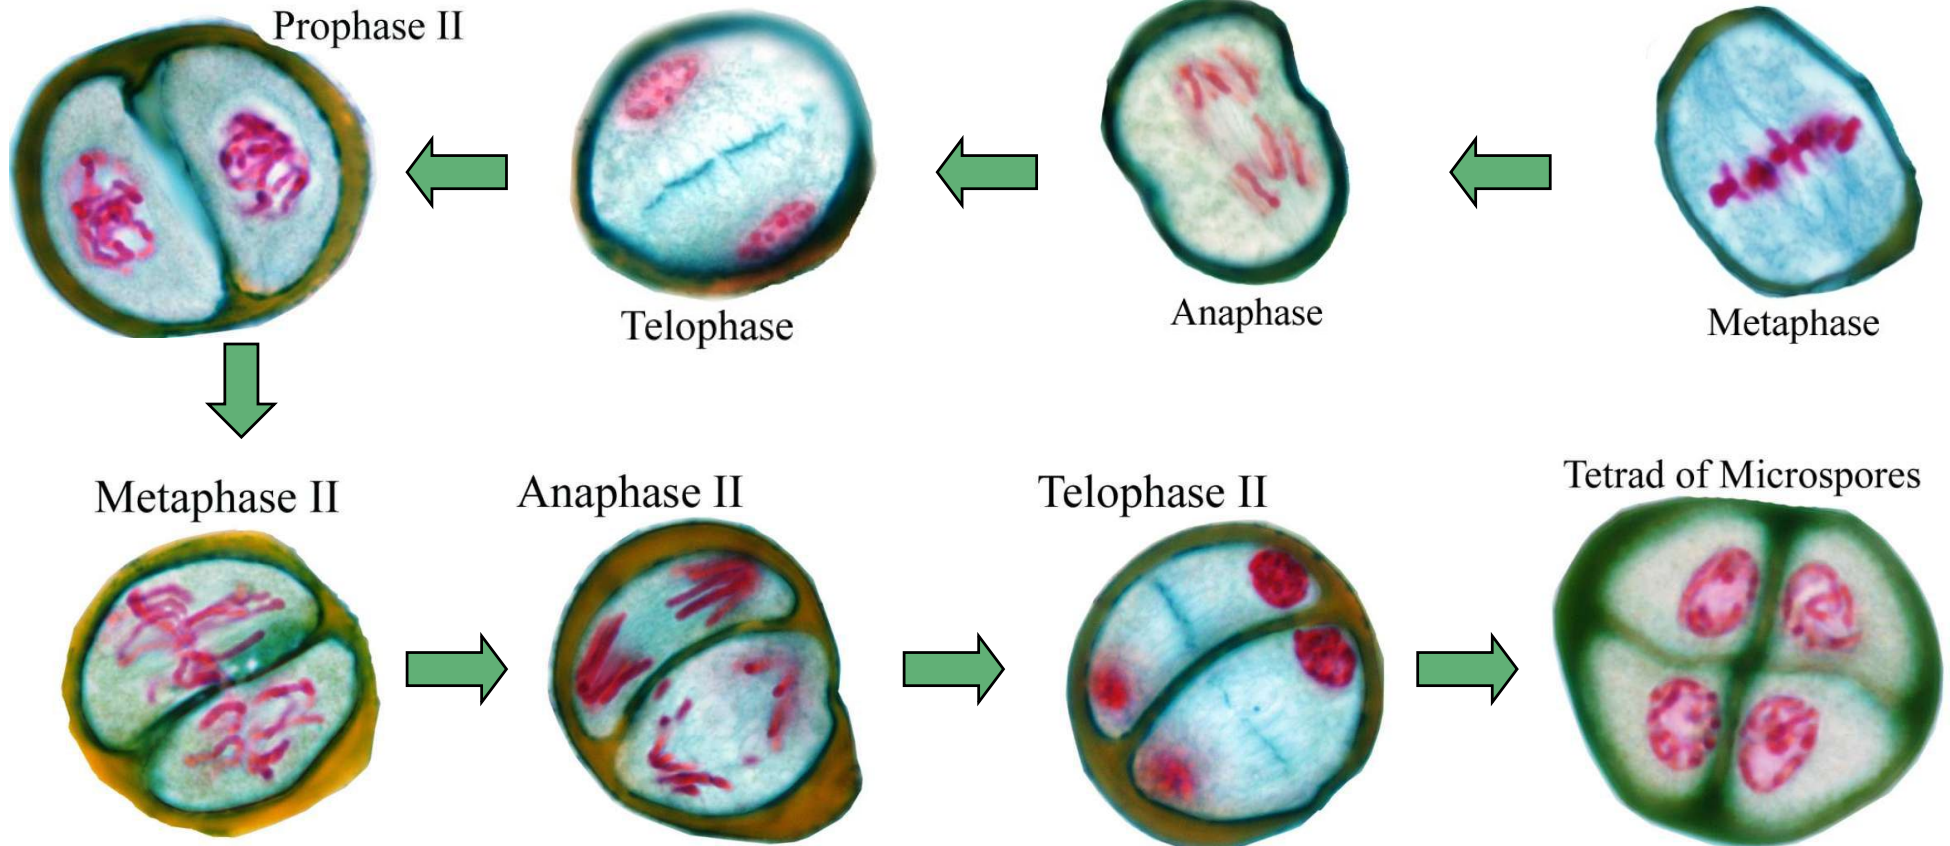 Prophase II
Telophase
Anaphase
Metaphase
Metaphase II
Anaphase II
Telophase II
Tetrad of Microspores